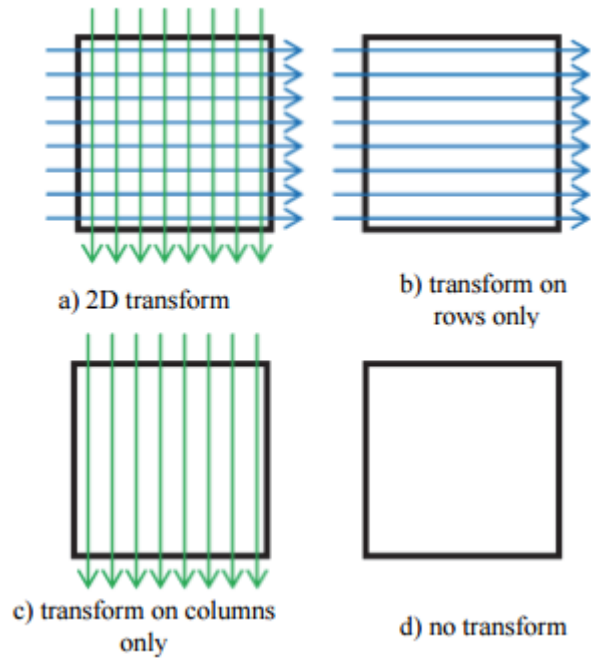 a) 2D transform
b) transform on
rows only
c) transform on columns
only
d) no transform